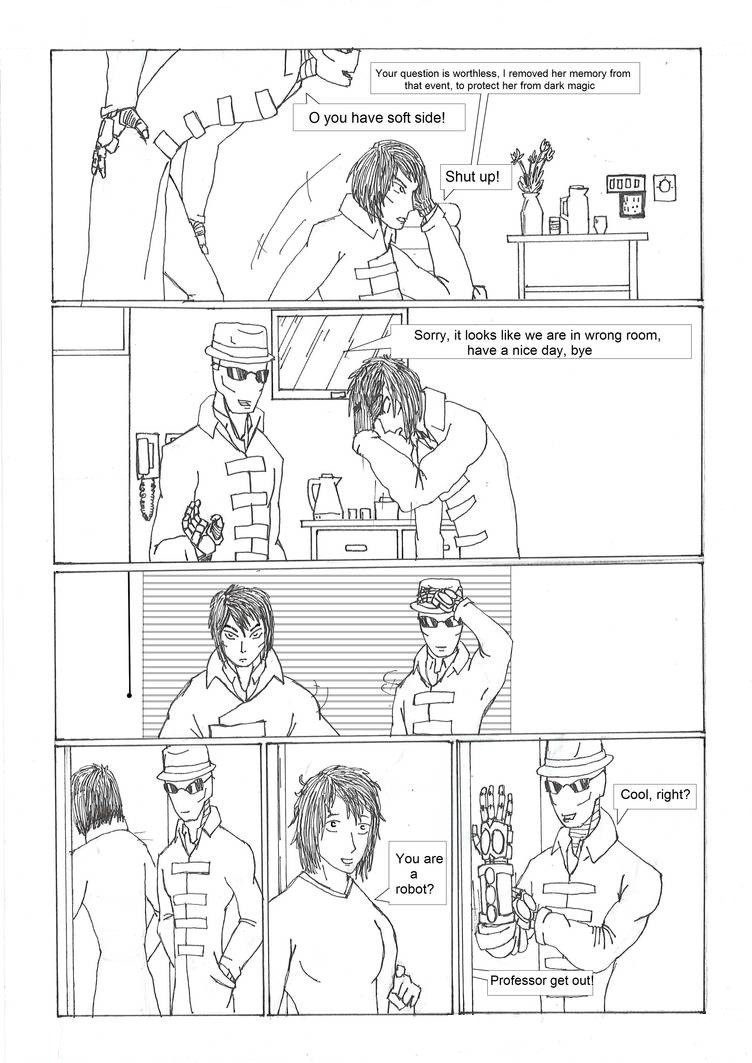 Your question is worthless, I removed her memory from
that event, to protect her from dark magic
O you have soft side!
Shut up!
Sorry, it looks like we are in wrong room,
have a nice day, bye
You are
a
robot?
Cool, right?
Professor get out!